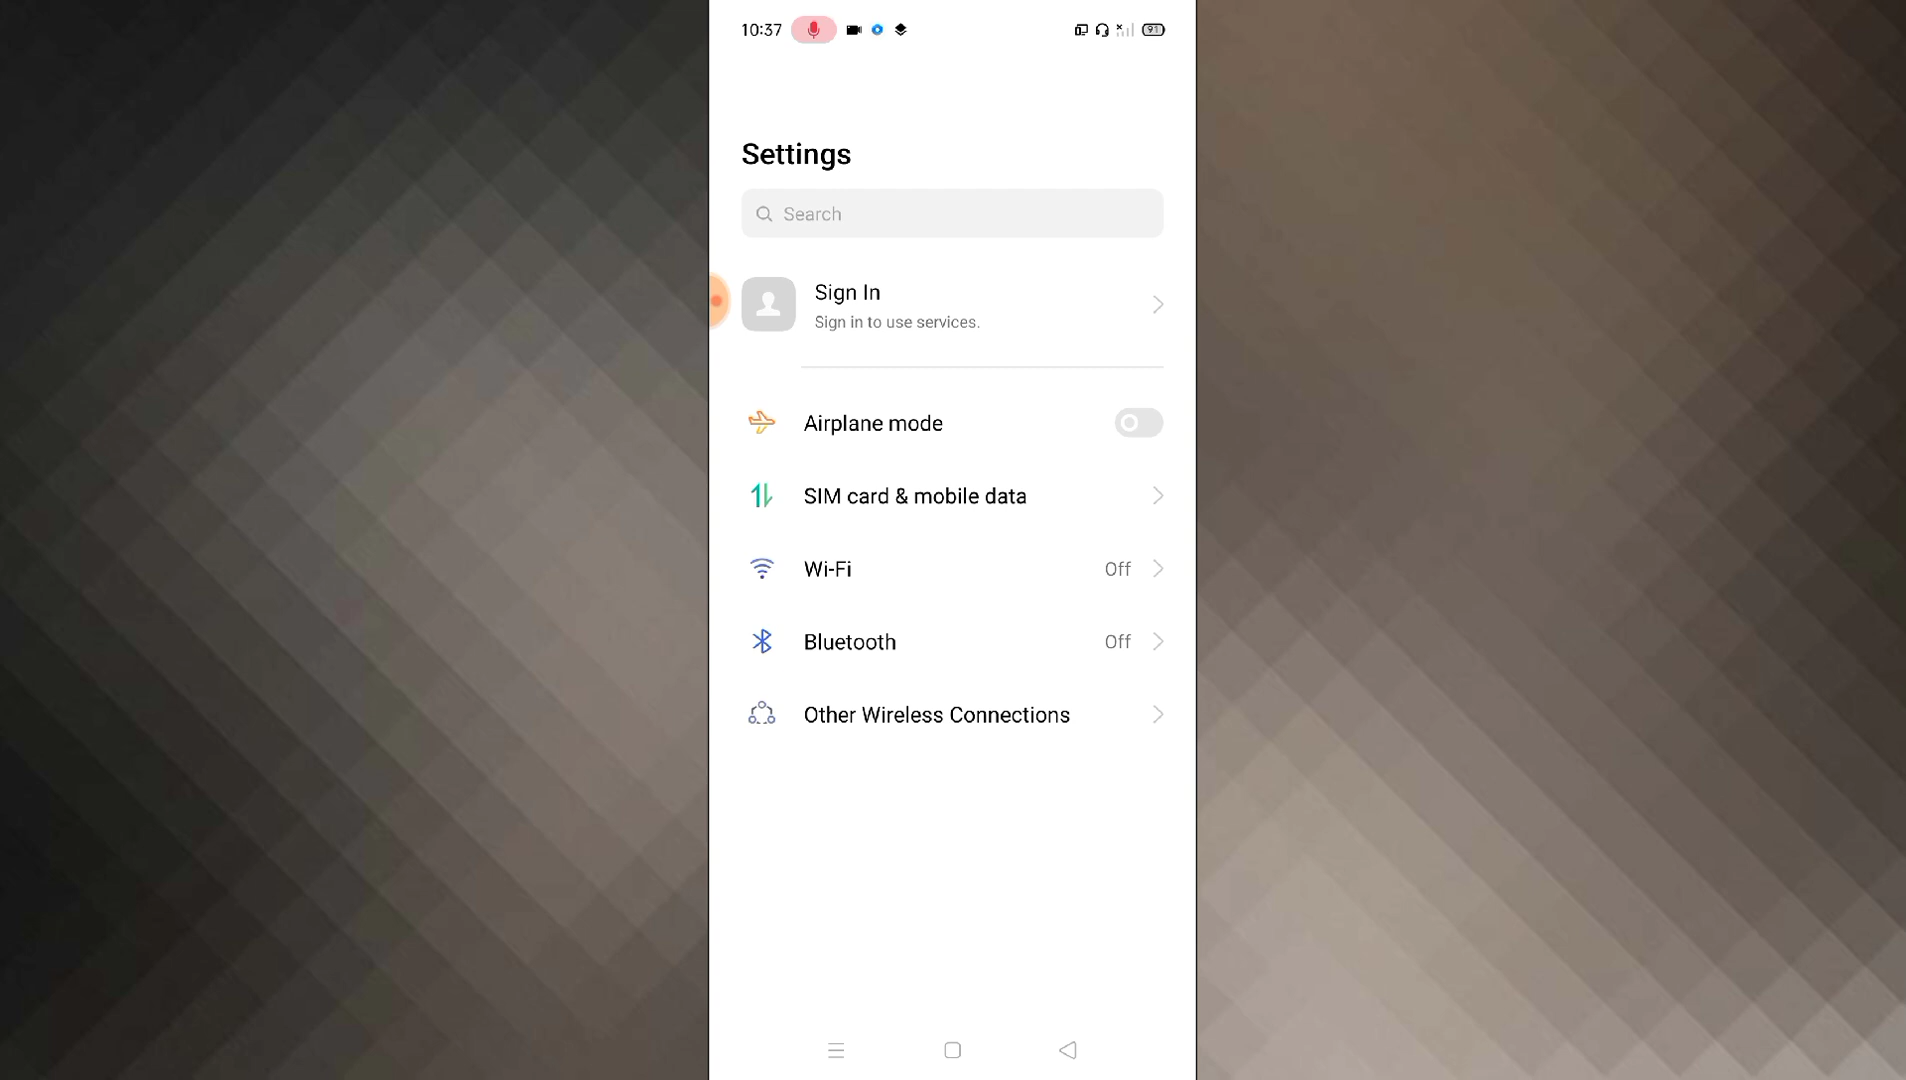 10:37
91
Settings
Search
Sign In
Sign in to use services.
Airplane mode
SIM card & mobile data
Wi-Fi
Off
Bluetooth
Off
Other Wireless Connections